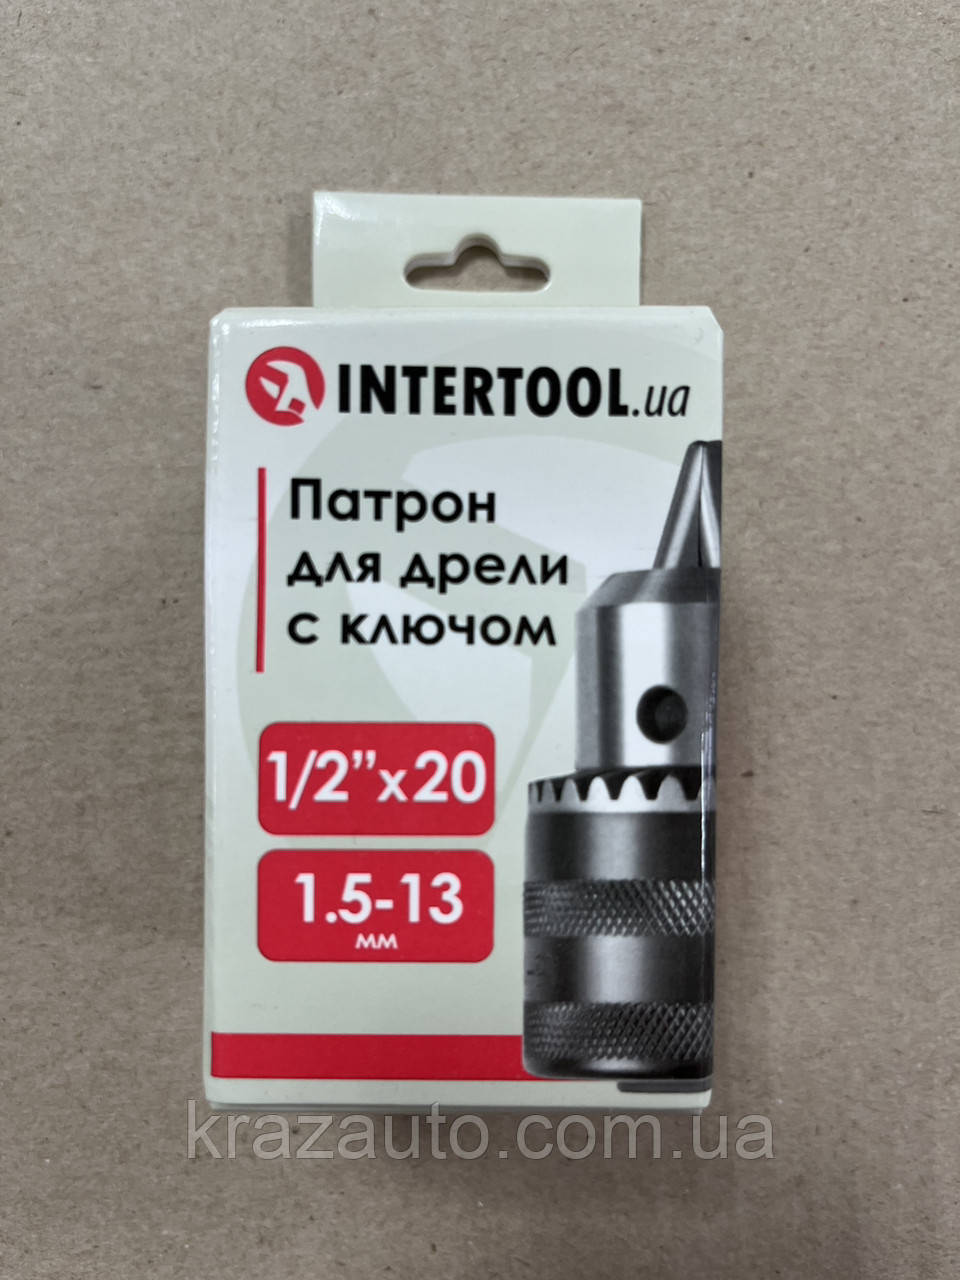 INTERTOOL.ua
Патрон
для дрели
с ключом
1/2”x20
1.5-13
мм
krazauto.com.ua